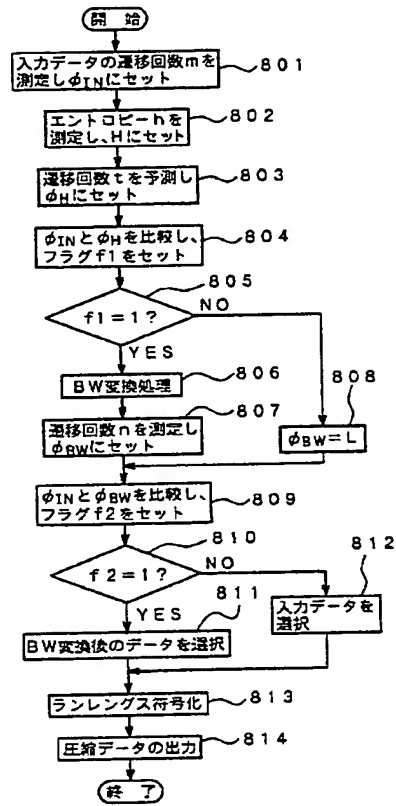 開 始
入力データの遷移回数mを
測定しφINにセット
801
エントロピーhを
測定し、Hにセット
802
遷移回数tを予測し
φHにセット
803
φINとφHを比較し、
フラグf1をセット
804
805
f1=1?
NO
YES
BW変換処理
806
807
遷移回数nを測定し
φBWにセット
808
φBW=L
φINとφBWを比較し、
フラグf2をセット
809
810
f2=1?
NO
812
YES
811
入力データを
選択
BW変換後のデータを選択
ランレングス符号化
813
圧縮データの出力
814
終 了